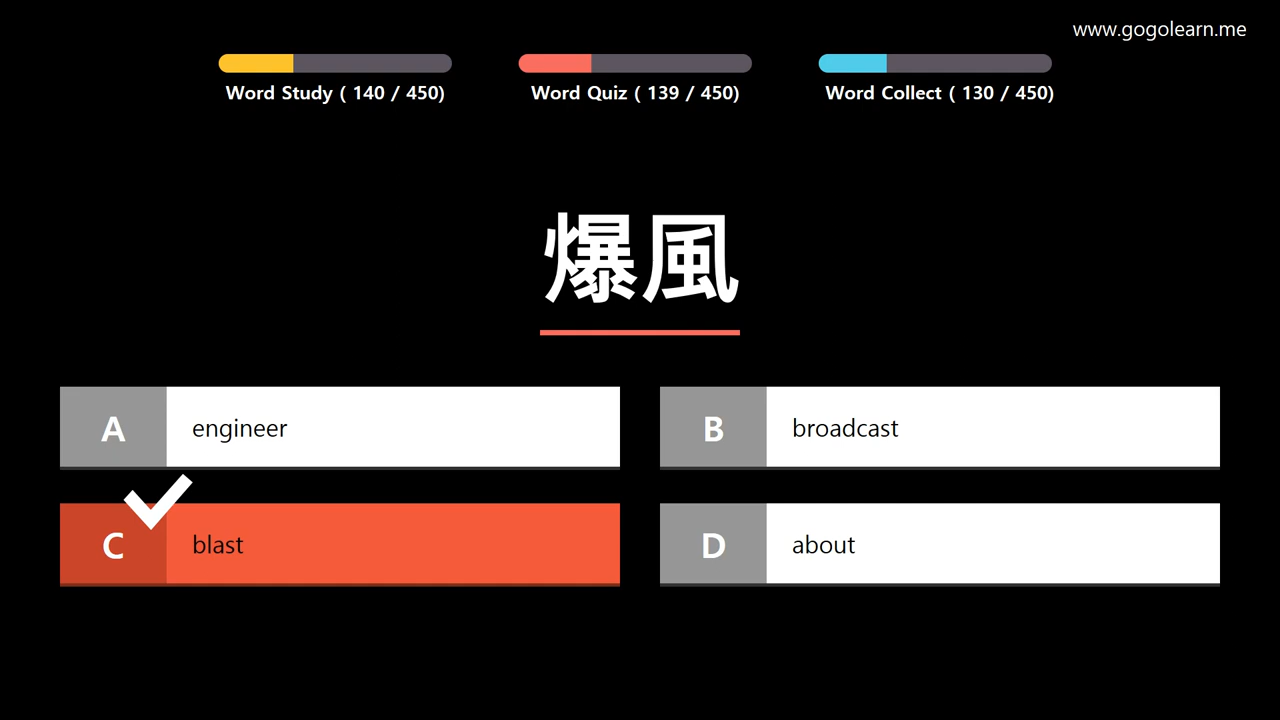 www.gogolearn.me
Word Study ( 140 / 450)
Word Quiz ( 139 / 450)
Word Collect ( 130 / 450)
爆風
A engineer
B broadcast
C blast
D about